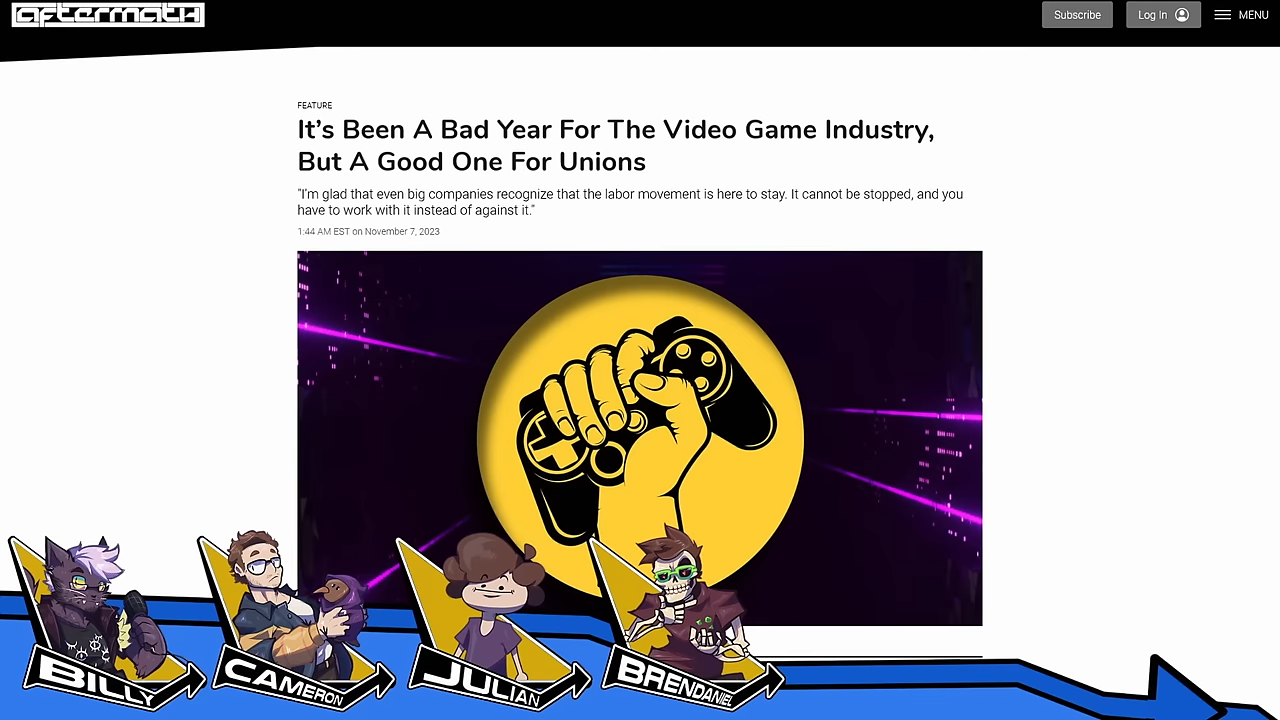 aftermath
Subscribe
Log In
MENU
FEATURE
It’s Been A Bad Year For The Video Game Industry,
But A Good One For Unions
"I'm glad that even big companies recognize that the labor movement is here to stay. It cannot be stopped, and you
have to work with it instead of against it."
1:44 AM EST on November 7, 2023
BILLY
CAMERON
JULIAN
BRENDANIEL